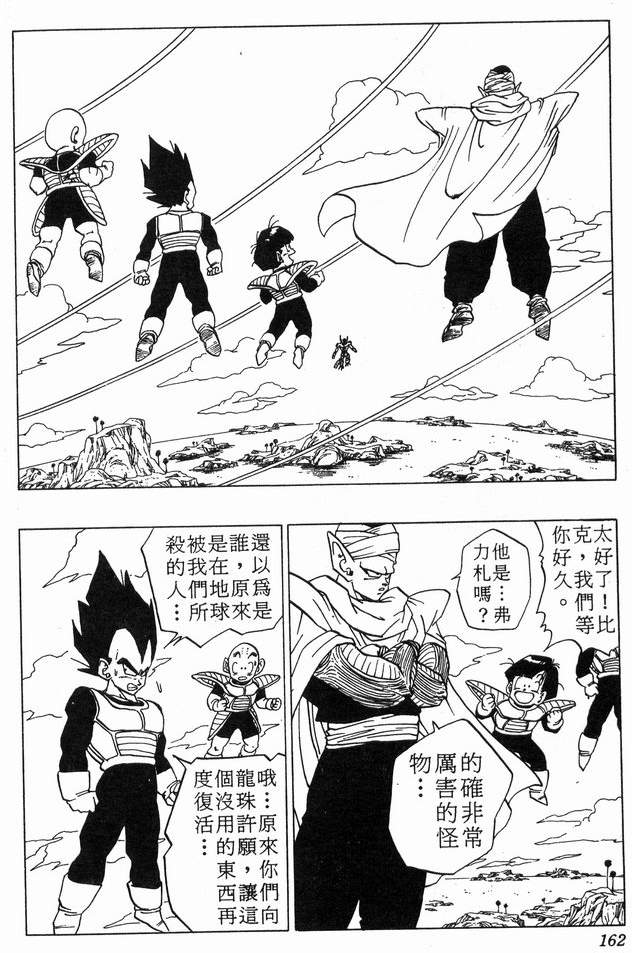 太好了！比
克，我們等
你好久。
他是…弗
力札嗎？
的確非常
厲害的怪
物…
還以為是
誰，原來
是在地球
被我們所
殺的人…
哦…原來你們向
龍珠許願，讓這
個沒用的東西再
度復活…
162